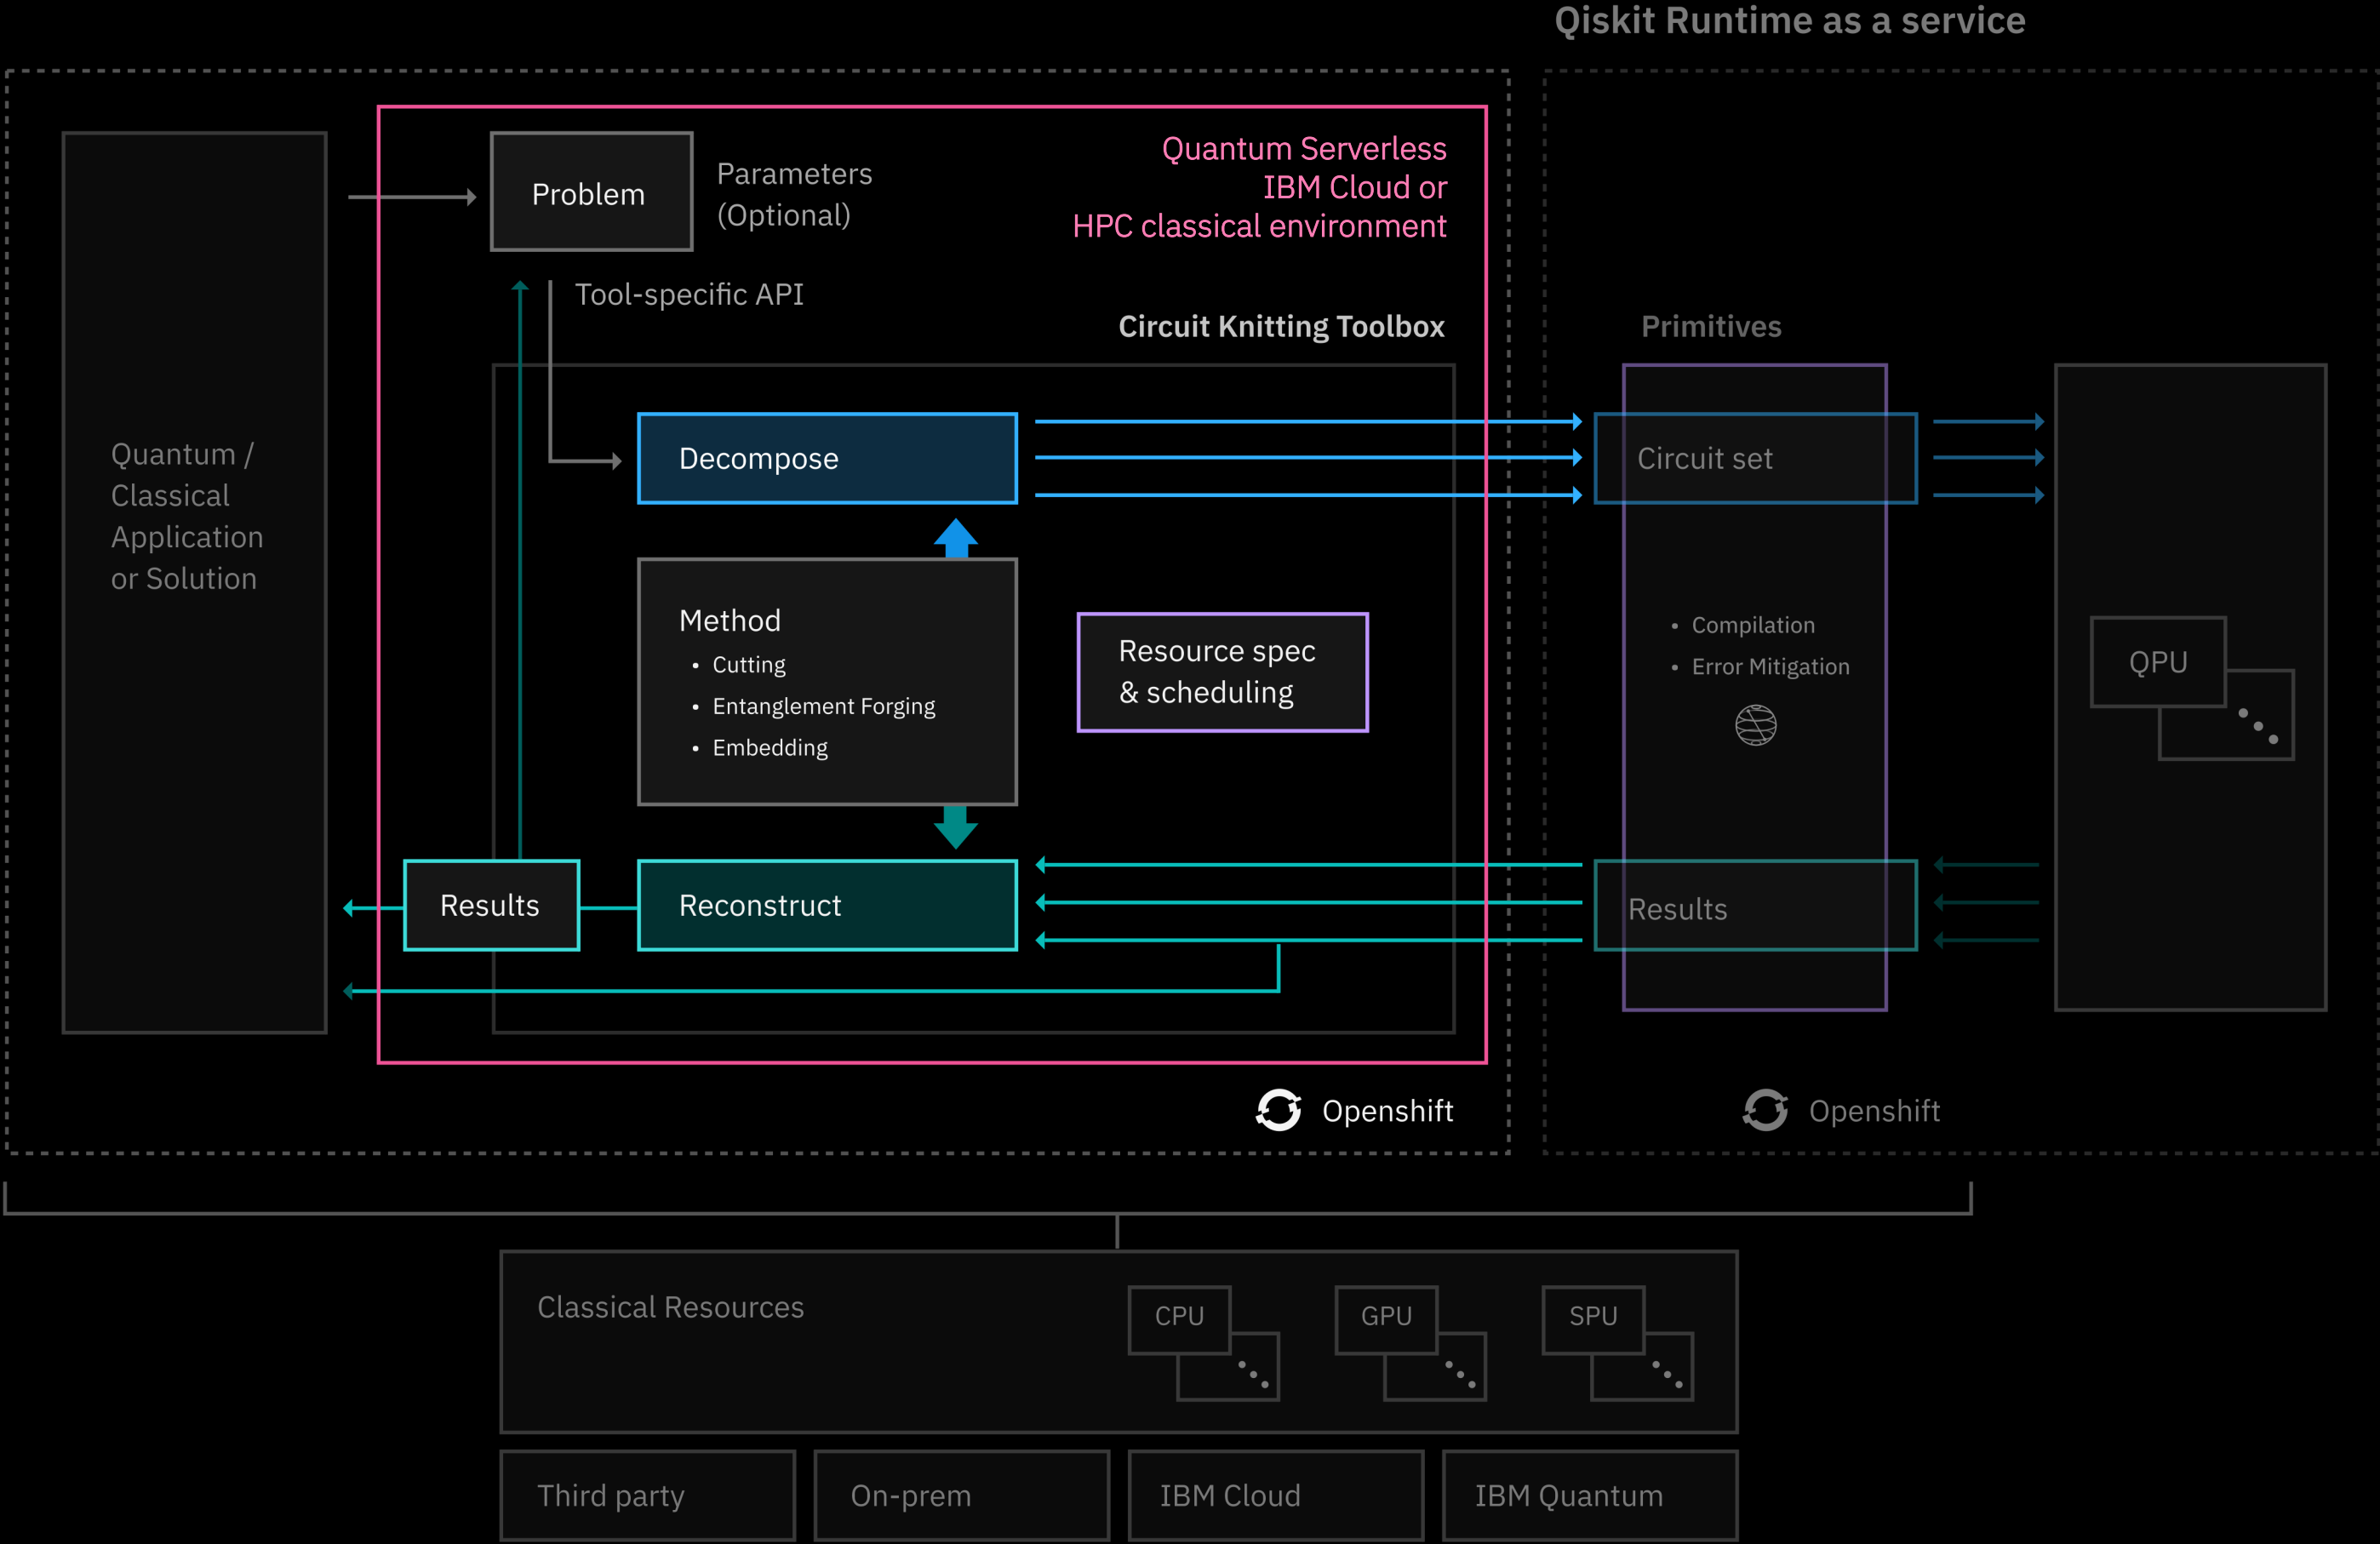 Qiskit Runtime as a service
Problem
Parameters
(Optional)
Quantum Serverless
IBM Cloud or
HPC classical environment
Tool-specific API
Circuit Knitting Toolbox
Primitives
Quantum /
Classical
Application
or Solution
Decompose
Circuit set
Method
• Cutting
• Entanglement Forging
• Embedding
Resource spec
& scheduling
• Compilation
• Error Mitigation
QPU
Results
Reconstruct
Results
Openshift
Openshift
Classical Resources
CPU
GPU
SPU
Third party
On-prem
IBM Cloud
IBM Quantum